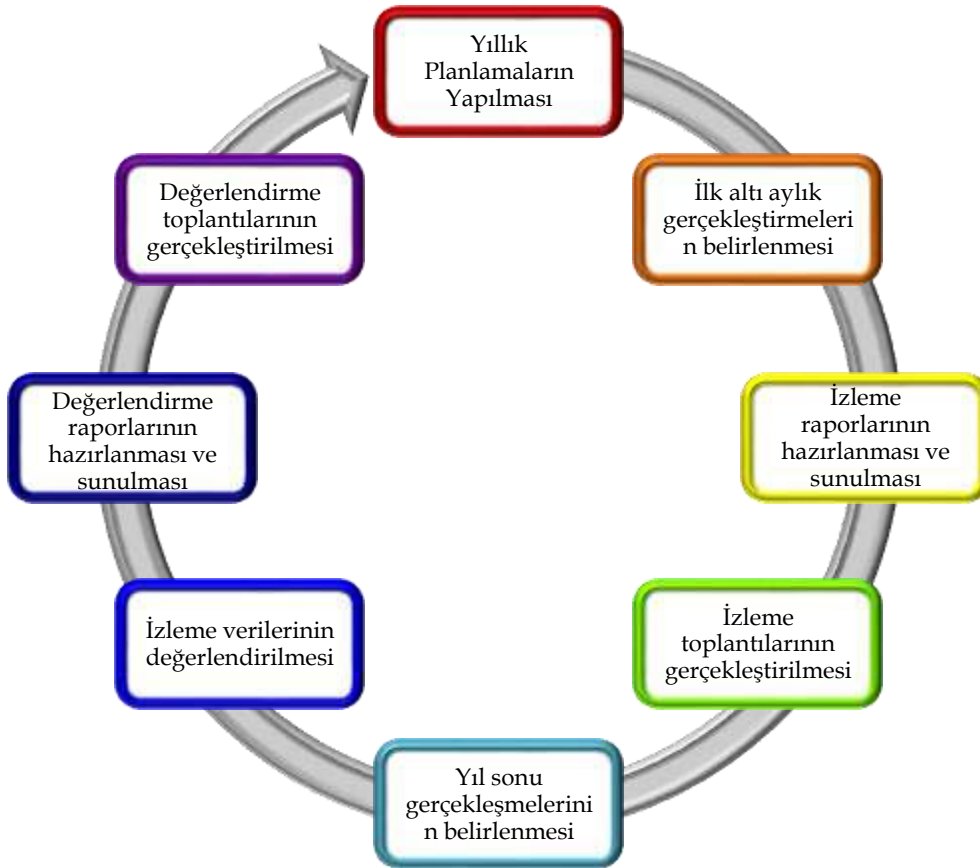 Yıllık
Planlamaların
Yapılması
İlk altı aylık
gerçekleştirmeleri
n belirlenmesi
İzleme
raporlarının
hazırlanması ve
sunulması
İzleme
toplantılarının
gerçekleştirilmesi
Yıl sonu
gerçekleşmelerini
n belirlenmesi
İzleme verilerinin
değerlendirilmesi
Değerlendirme
raporlarının
hazırlanması ve
sunulması
Değerlendirme
toplantılarının
gerçekleştirilmesi